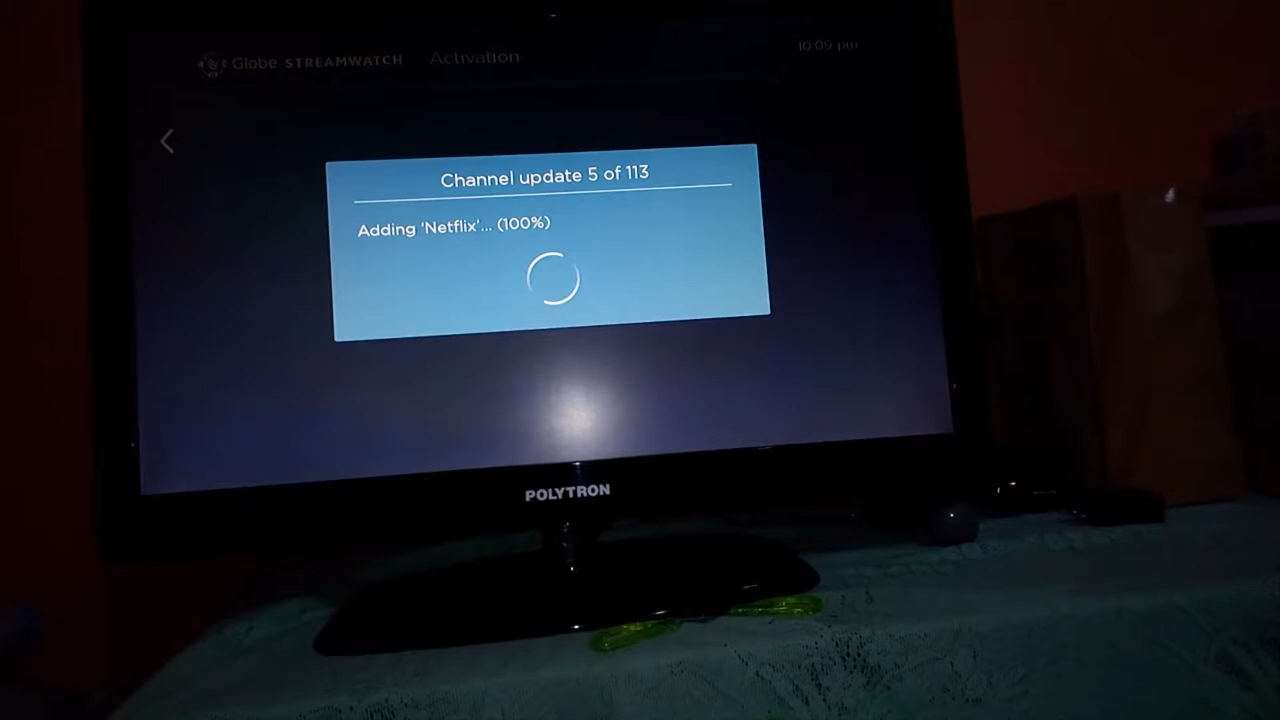 Globe STREAMWATCH Activation 10:09 pm
Channel update 5 of 113
Adding 'Netflix'... (100%)
POLYTRON